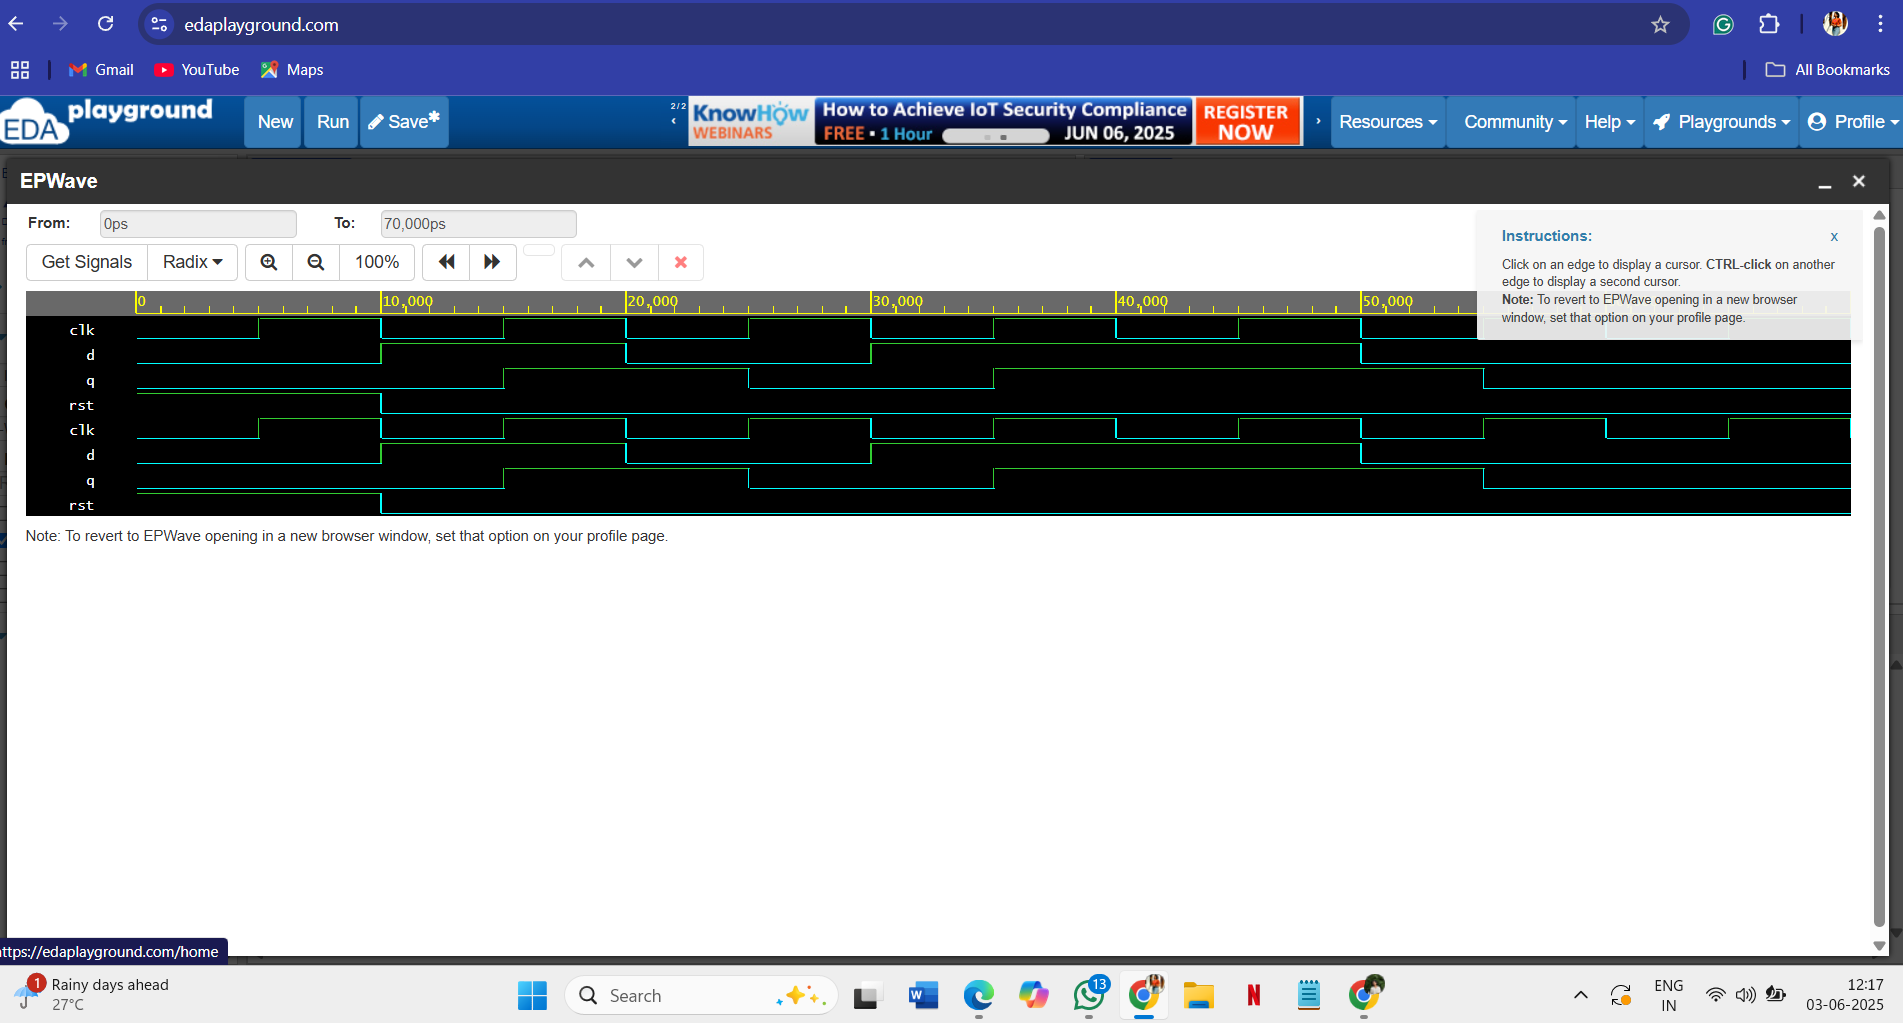 edaplayground.com
Gmail
YouTube
Maps
All Bookmarks
EDA playground
New
Run
Save*
2/2
KnowHow WEBINARS
How to Achieve IoT Security Compliance
FREE • 1 Hour
JUN 06, 2025
REGISTER NOW
Resources
Community
Help
Playgrounds
Profile
EPWave
From:
0ps
To:
70,000ps
Get Signals
Radix
100%
Instructions:
x
Click on an edge to display a cursor. CTRL-click on another
edge to display a second cursor.
Note: To revert to EPWave opening in a new browser
window, set that option on your profile page.
0
10,000
20,000
30,000
40,000
50,000
clk
d
q
rst
clk
d
q
rst
Note: To revert to EPWave opening in a new browser window, set that option on your profile page.
ttps://edaplayground.com/home
1
Rainy days ahead
27°C
Search
13
ENG
IN
12:17
03-06-2025